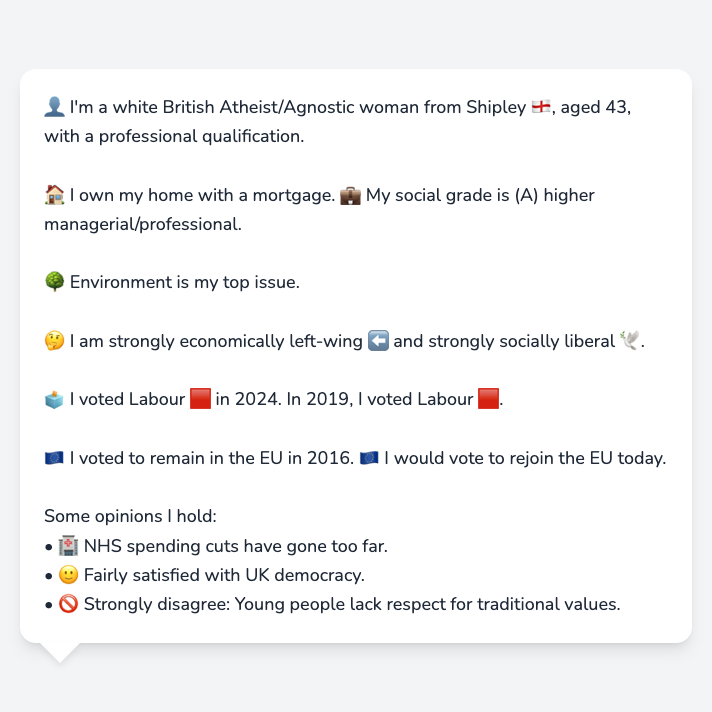 👤 I'm a white British Atheist/Agnostic woman from Shipley 🏴󠁧󠁢󠁥󠁮󠁧󠁿, aged 43,
with a professional qualification.
🏠 I own my home with a mortgage. 💼 My social grade is (A) higher
managerial/professional.
🌳 Environment is my top issue.
🤔 I am strongly economically left-wing ⬅️ and strongly socially liberal 🕊️.
🗳️ I voted Labour 🟥 in 2024. In 2019, I voted Labour 🟥.
🇪🇺 I voted to remain in the EU in 2016. 🇪🇺 I would vote to rejoin the EU today.
Some opinions I hold:
• 🏥 NHS spending cuts have gone too far.
• 🙂 Fairly satisfied with UK democracy.
• 🚫 Strongly disagree: Young people lack respect for traditional values.